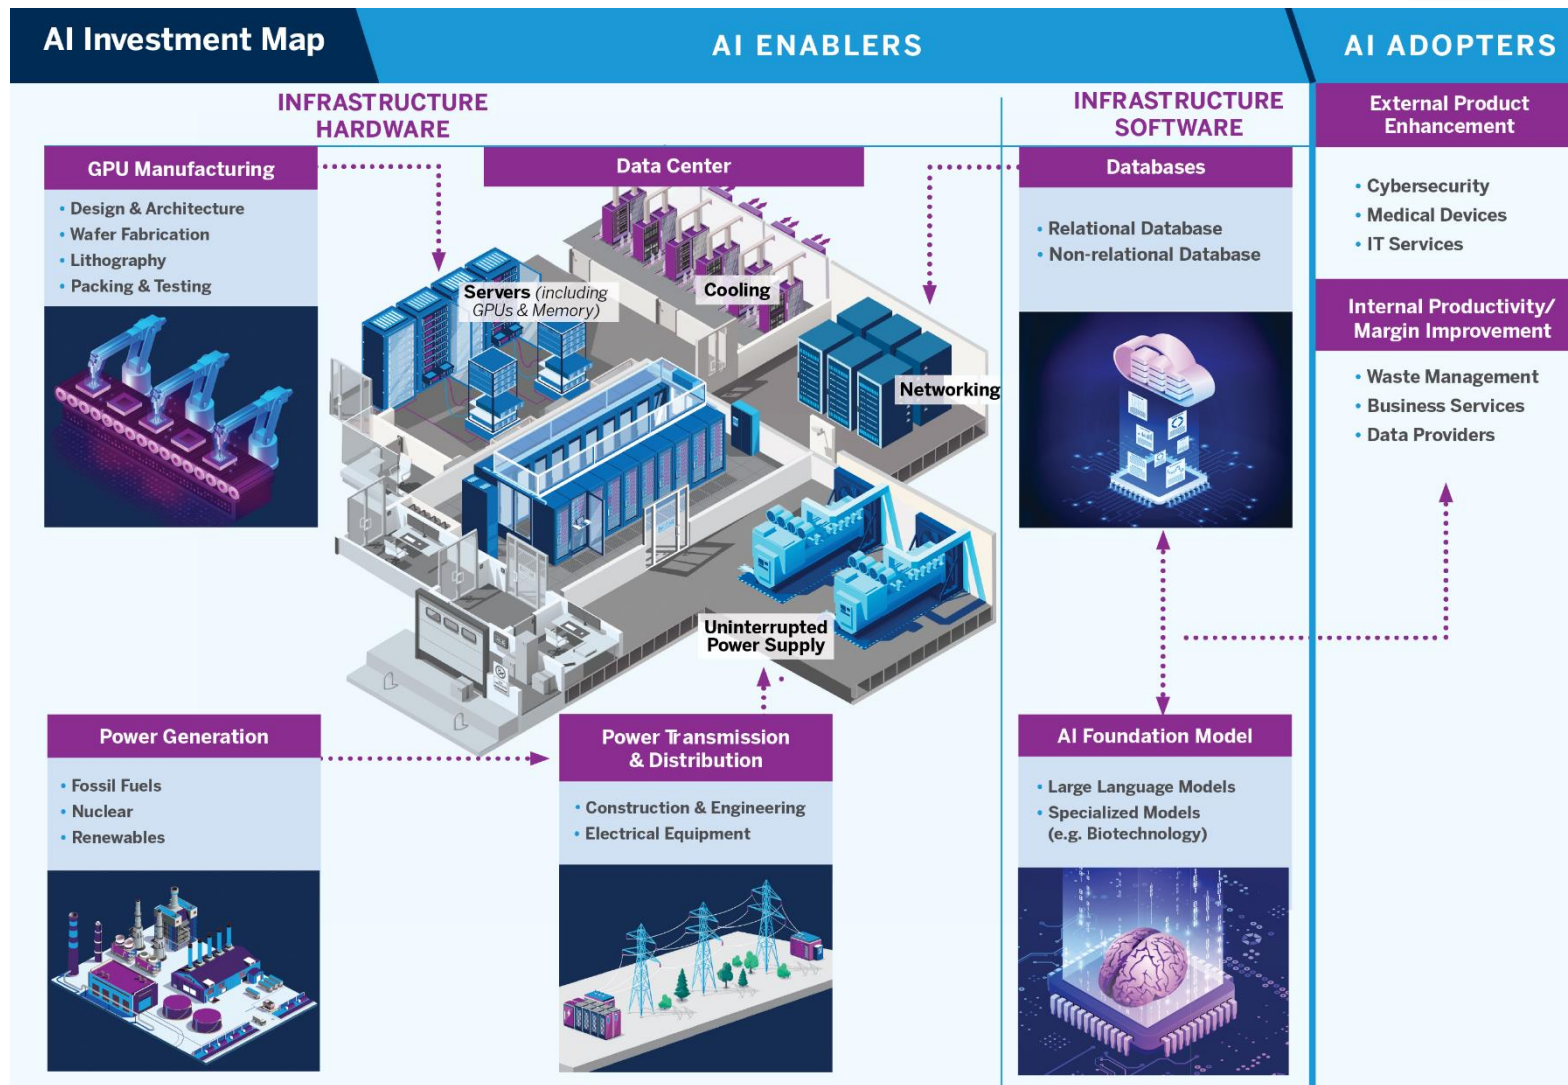 AI Investment Map
AI ENABLERS
AI ADOPTERS
INFRASTRUCTURE
HARDWARE
GPU Manufacturing
• Design & Architecture
• Wafer Fabrication
• Lithography
• Packing & Testing
Data Center
Servers (including
GPUs & Memory)
Cooling
Networking
Uninterrupted
Power Supply
Power Generation
• Fossil Fuels
• Nuclear
• Renewables
Power Transmission
& Distribution
• Construction & Engineering
• Electrical Equipment
INFRASTRUCTURE
SOFTWARE
Databases
• Relational Database
• Non-relational Database
AI Foundation Model
• Large Language Models
• Specialized Models
(e.g. Biotechnology)
External Product
Enhancement
• Cybersecurity
• Medical Devices
• IT Services
Internal Productivity/
Margin Improvement
• Waste Management
• Business Services
• Data Providers